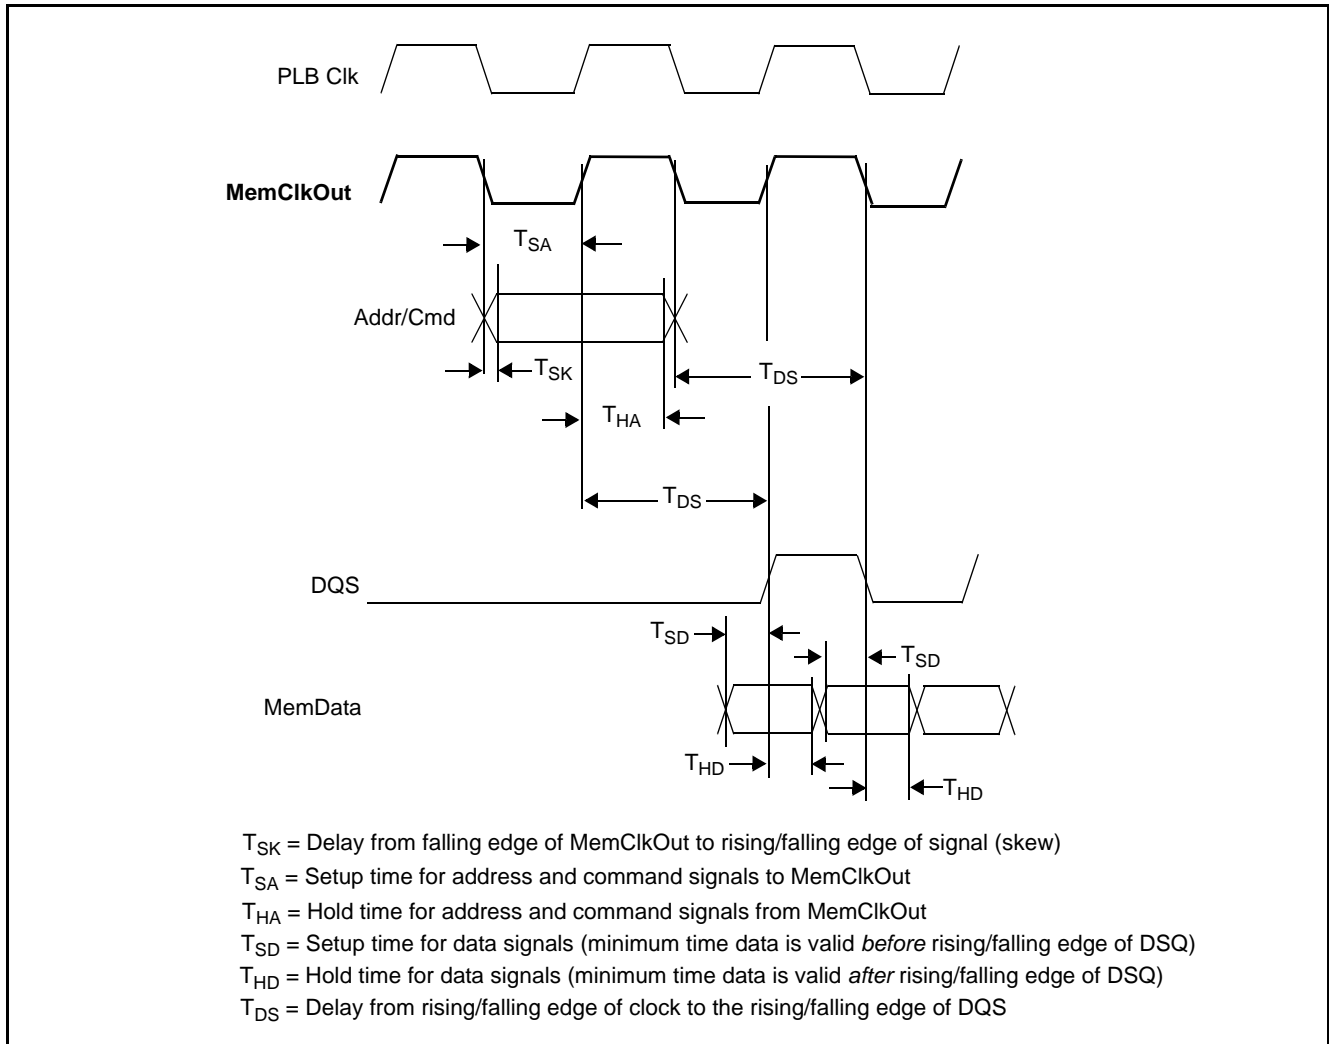 PLB Clk
MemClkOut
TSA
Addr/Cmd
TSK
TDS
THA
TDS
DQS
TSD
TSD
MemData
THD
THD
TSK = Delay from falling edge of MemClkOut to rising/falling edge of signal (skew)
TSA = Setup time for address and command signals to MemClkOut
THA = Hold time for address and command signals from MemClkOut
TSD = Setup time for data signals (minimum time data is valid before rising/falling edge of DSQ)
THD = Hold time for data signals (minimum time data is valid after rising/falling edge of DSQ)
TDS = Delay from rising/falling edge of clock to the rising/falling edge of DQS